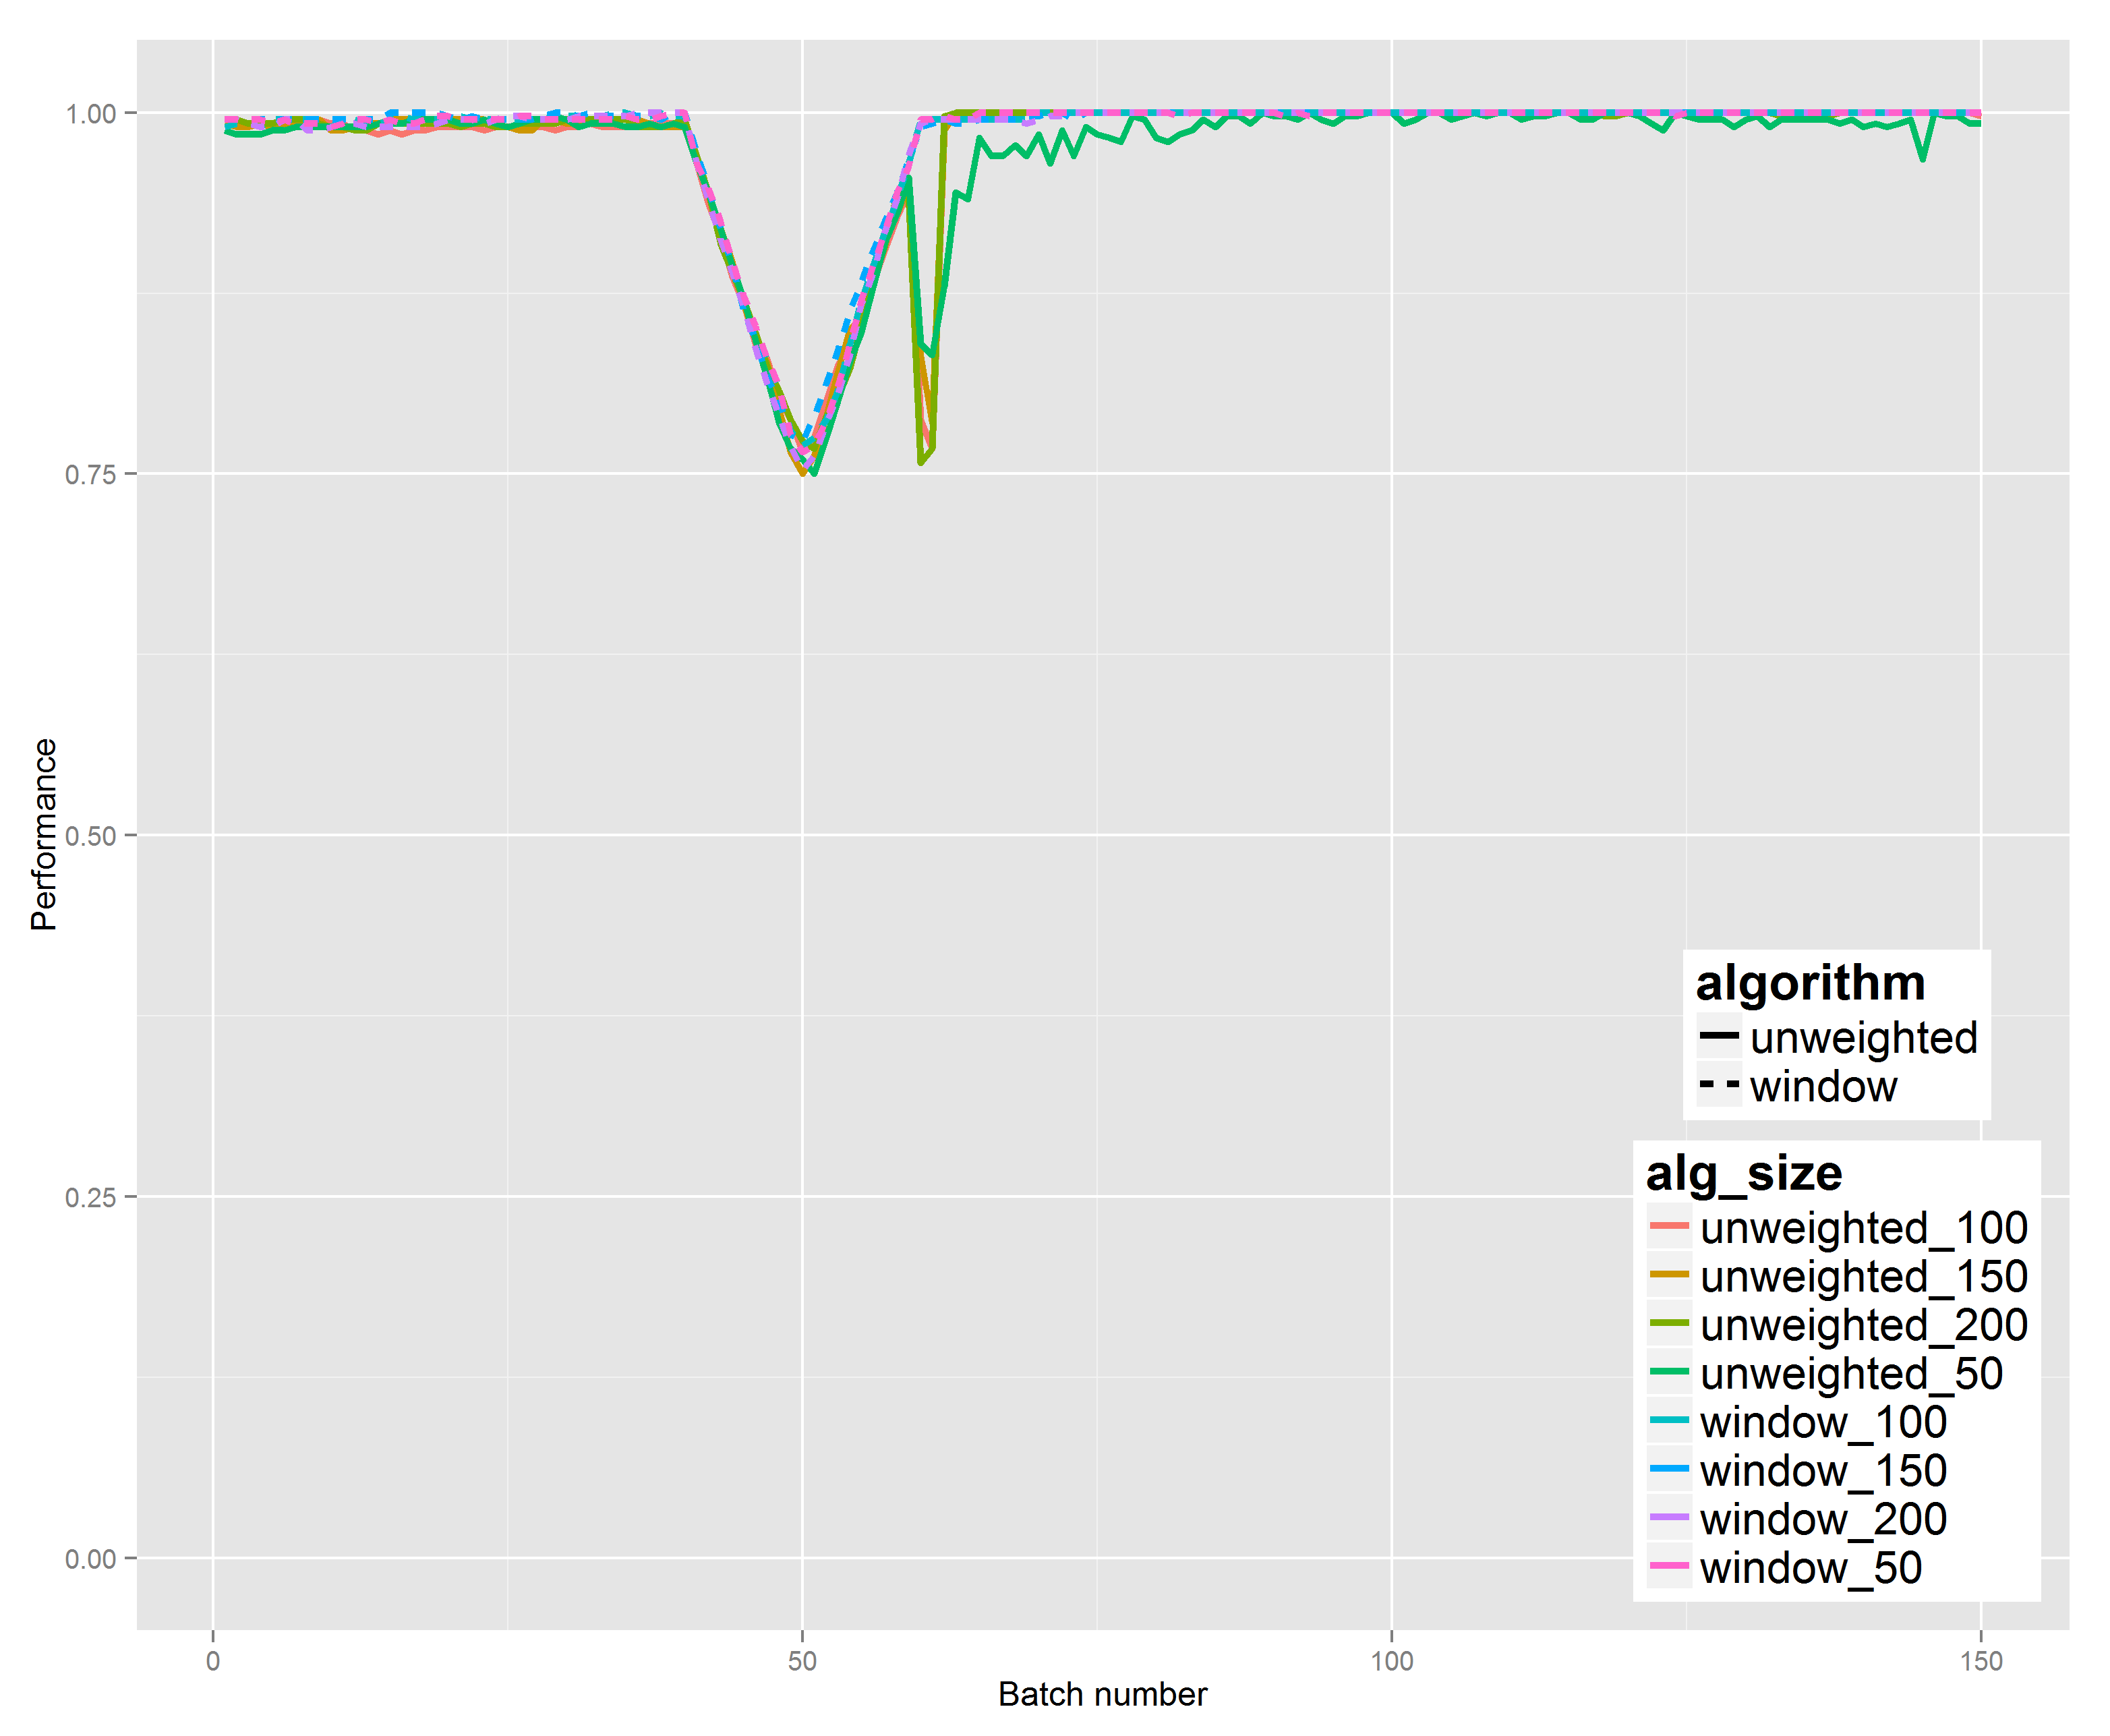 1.00
0.75
0.50
0.25
0.00
Performance
0
50
100
150
Batch number
algorithm
unweighted
window
alg_size
unweighted_100
unweighted_150
unweighted_200
unweighted_50
window_100
window_150
window_200
window_50